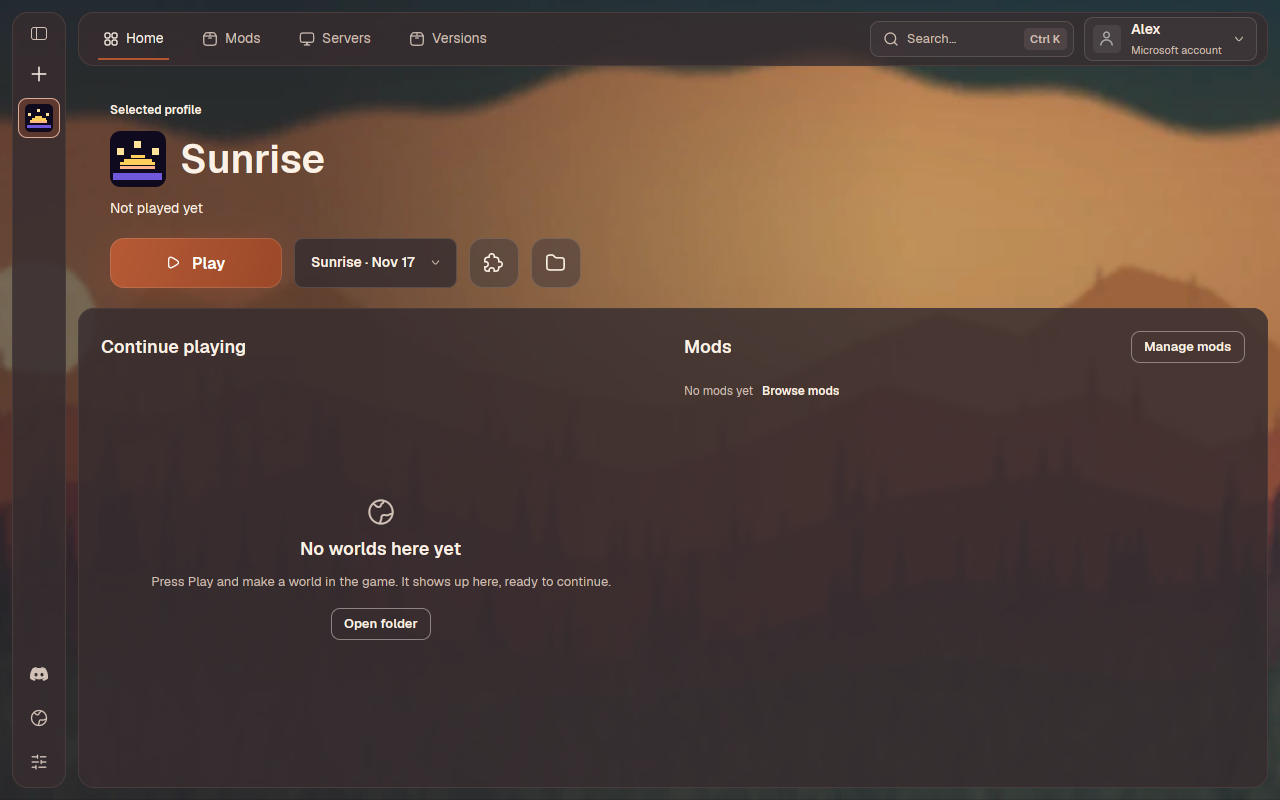 Home
Mods
Servers
Versions
Search...
Ctrl K
Alex
Microsoft account
Selected profile
Sunrise
Not played yet
Play
Sunrise · Nov 17
Continue playing
Mods
Manage mods
No mods yet Browse mods
No worlds here yet
Press Play and make a world in the game. It shows up here, ready to continue.
Open folder